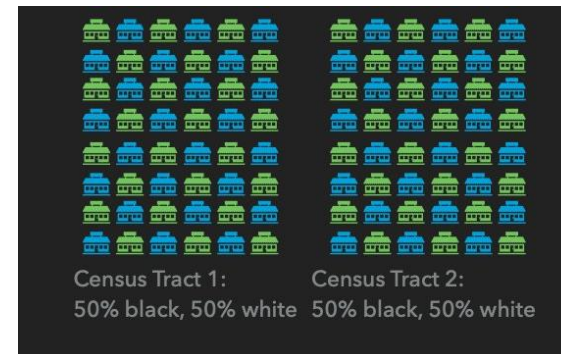 Census Tract 1:
50% black, 50% white
Census Tract 2:
50% black, 50% white